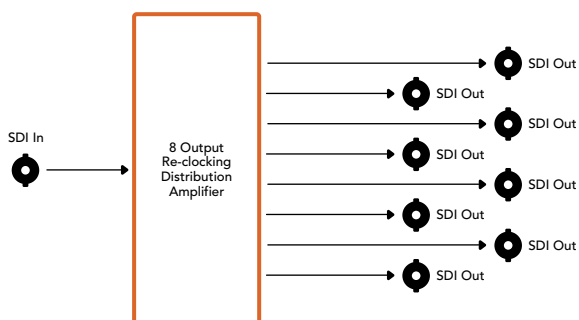 SDI In
8 Output
Re-clocking
Distribution
Amplifier
SDI Out
SDI Out
SDI Out
SDI Out
SDI Out
SDI Out
SDI Out
SDI Out